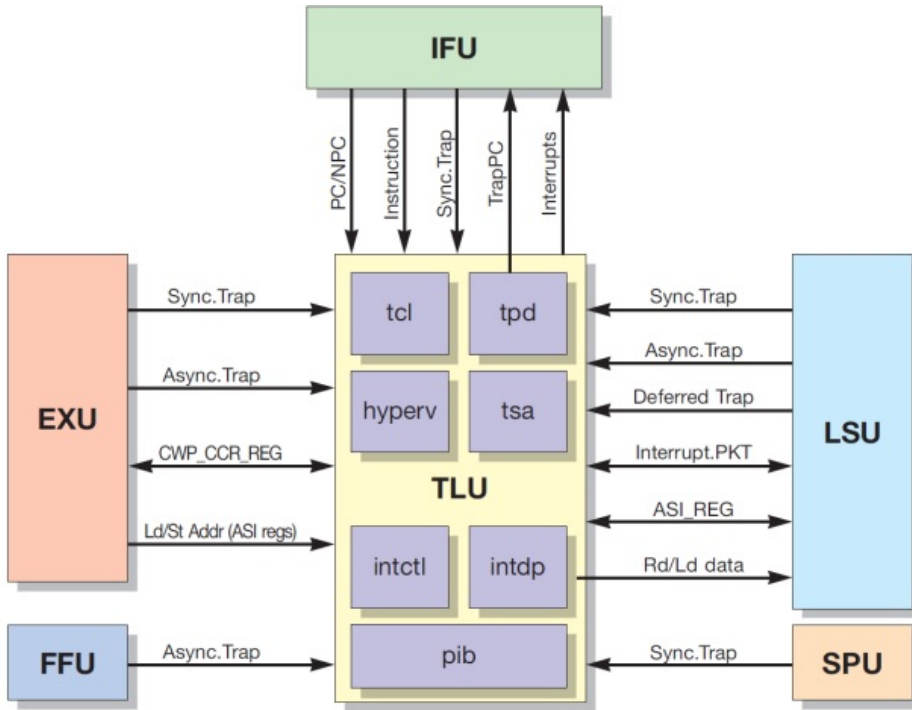 IFU
PC/NPC
Instruction
Sync.Trap
TrapPC
Interrupts
EXU
Sync.Trap
Async.Trap
CWP_CCR_REG
Ld/St Addr (ASI regs)
FFU
Async.Trap
tcl
tpd
hyperv
tsa
TLU
intctl
intdp
pib
Sync.Trap
Async.Trap
Deferred Trap
Interrupt.PKT
ASI_REG
Rd/Ld data
LSU
Sync.Trap
SPU